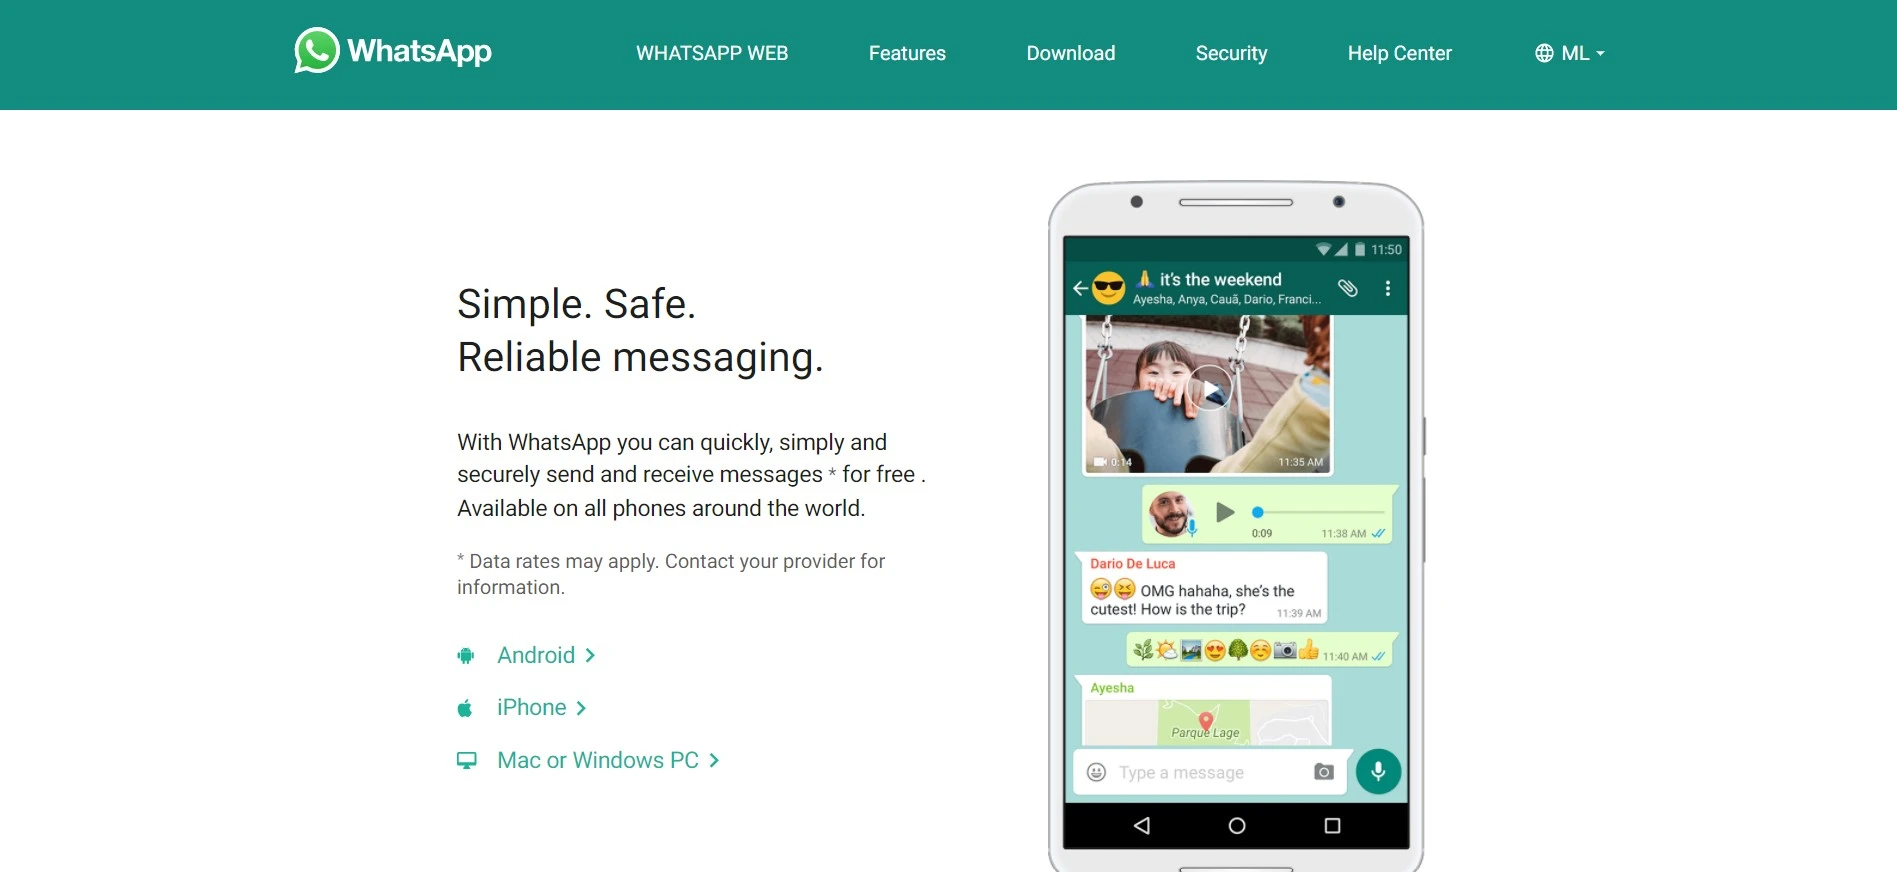 WhatsApp
WHATSAPP WEB
Features
Download
Security
Help Center
ML
Simple. Safe.
Reliable messaging.
With WhatsApp you can quickly, simply and
securely send and receive messages * for free .
Available on all phones around the world.
* Data rates may apply. Contact your provider for
information.
Android
iPhone
Mac or Windows PC
11:50
🙏 it's the weekend
Ayesha, Anya, Cauã, Dario, Franci...
0:14 11:35 AM
0:09 11:38 AM
Dario De Luca
😜😝 OMG hahaha, she's the
cutest! How is the trip? 11:39 AM
🌿🌤🏞😍🌳☺📷👍 11:40 AM
Ayesha
Parque Lage
Type a message